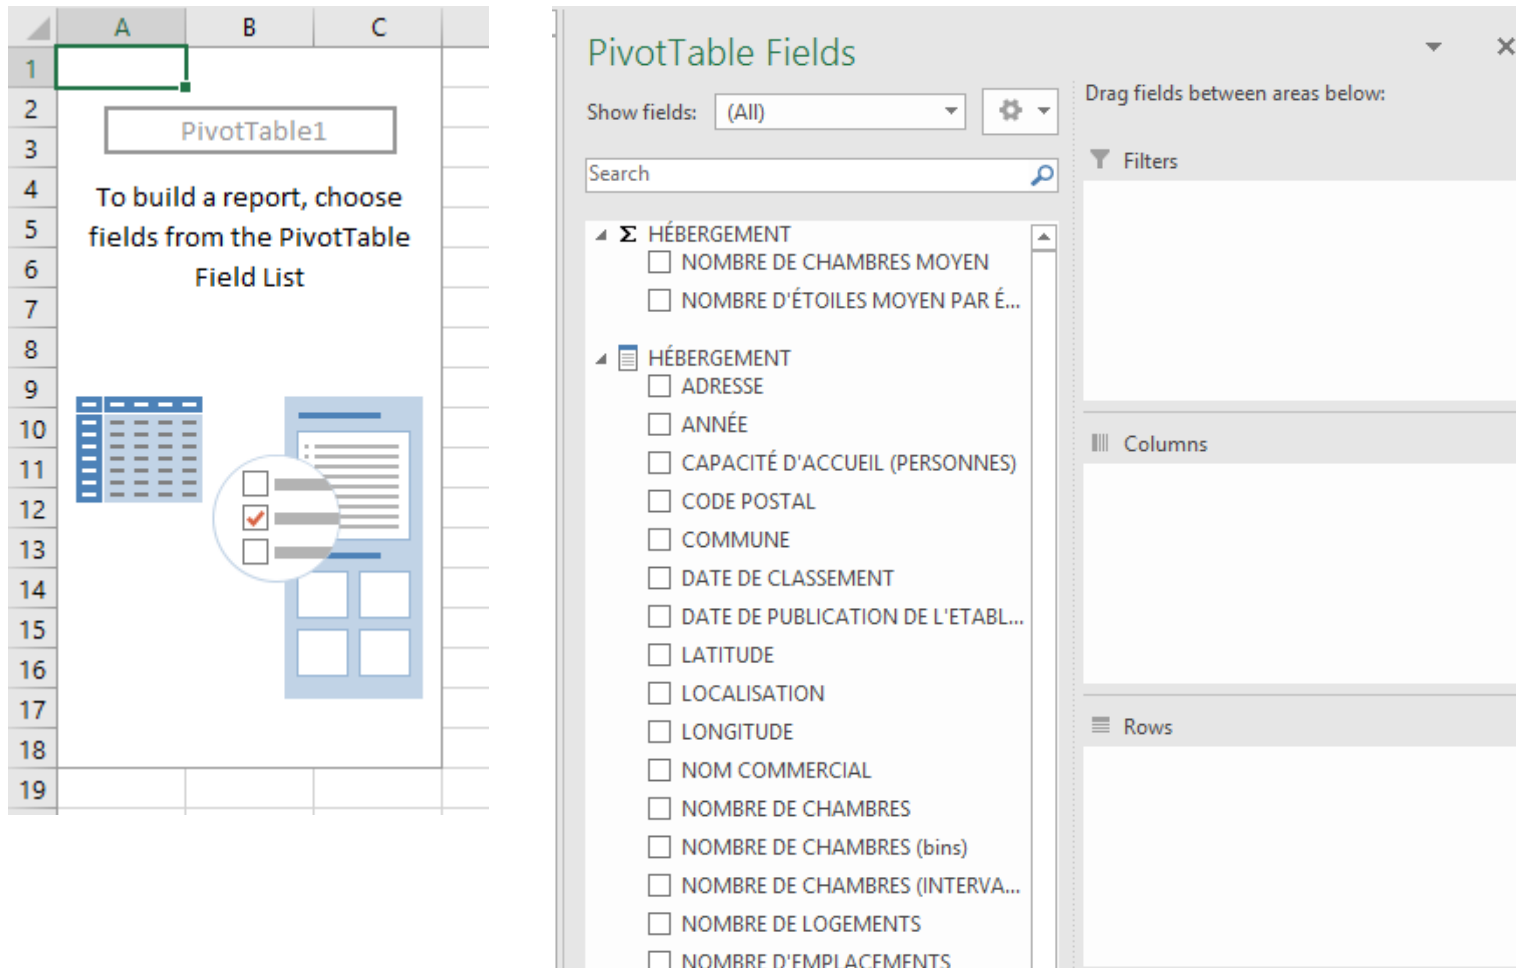 A B C
1
2
3
4
5
6
7
8
9
10
11
12
13
14
15
16
17
18
19
PivotTable1
To build a report, choose
fields from the PivotTable
Field List
PivotTable Fields
Show fields: (All)
Search
Σ HÉBERGEMENT
NOMBRE DE CHAMBRES MOYEN
NOMBRE D'ÉTOILES MOYEN PAR É...
HÉBERGEMENT
ADRESSE
ANNÉE
CAPACITÉ D'ACCUEIL (PERSONNES)
CODE POSTAL
COMMUNE
DATE DE CLASSEMENT
DATE DE PUBLICATION DE L'ETABL...
LATITUDE
LOCALISATION
LONGITUDE
NOM COMMERCIAL
NOMBRE DE CHAMBRES
NOMBRE DE CHAMBRES (bins)
NOMBRE DE CHAMBRES (INTERVA...
NOMBRE DE LOGEMENTS
NOMBRE D'EMPLACEMENTS
Drag fields between areas below:
Filters
Columns
Rows